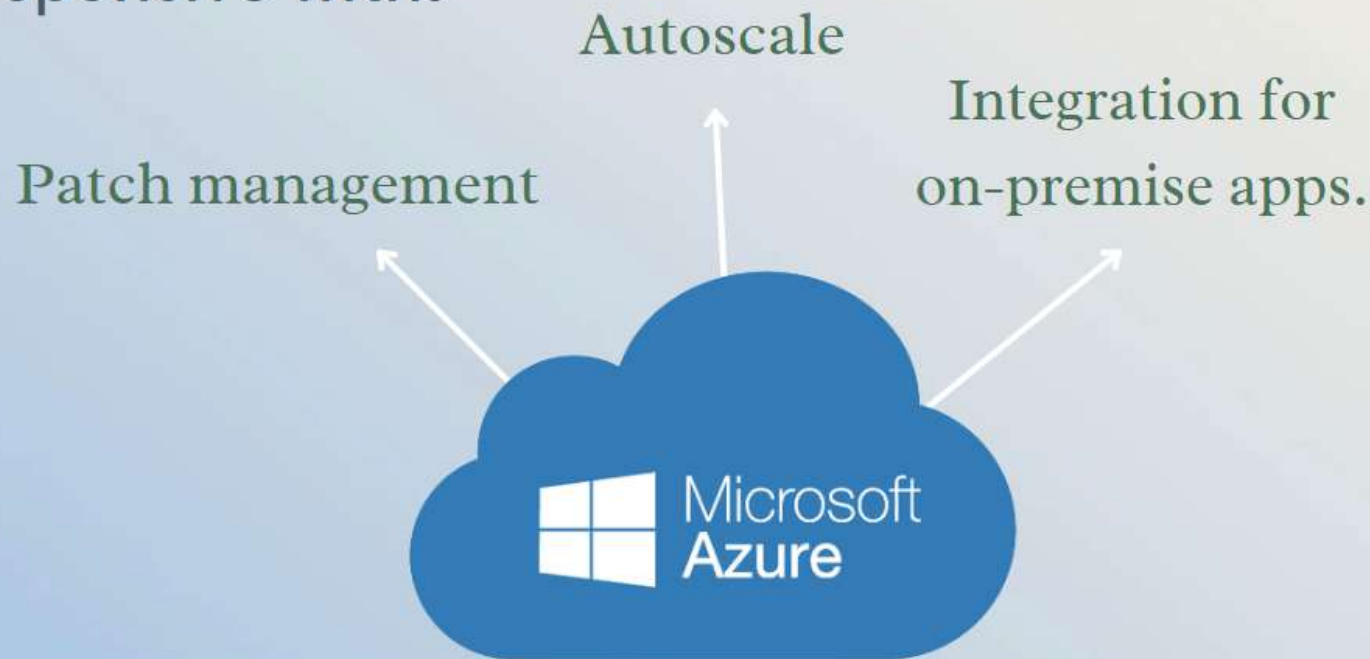 Autoscale
Integration for
on-premise apps.
Patch management
Microsoft
Azure